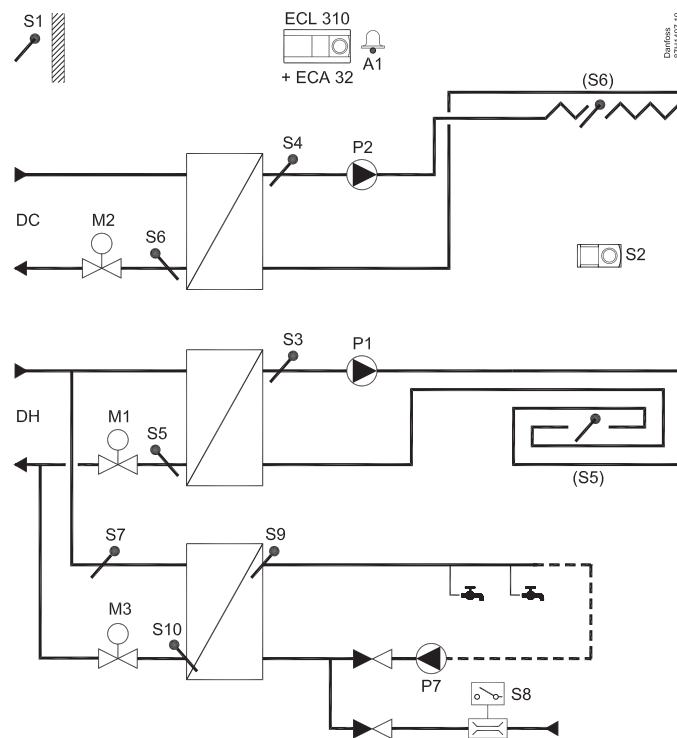 S1
ECL 310
A1
+ ECA 32
Danfoss
(S6)
S4
P2
DC
M2
S6
S2
S3
P1
DH
M1
S5
(S5)
S7
S9
M3
S10
P7
S8